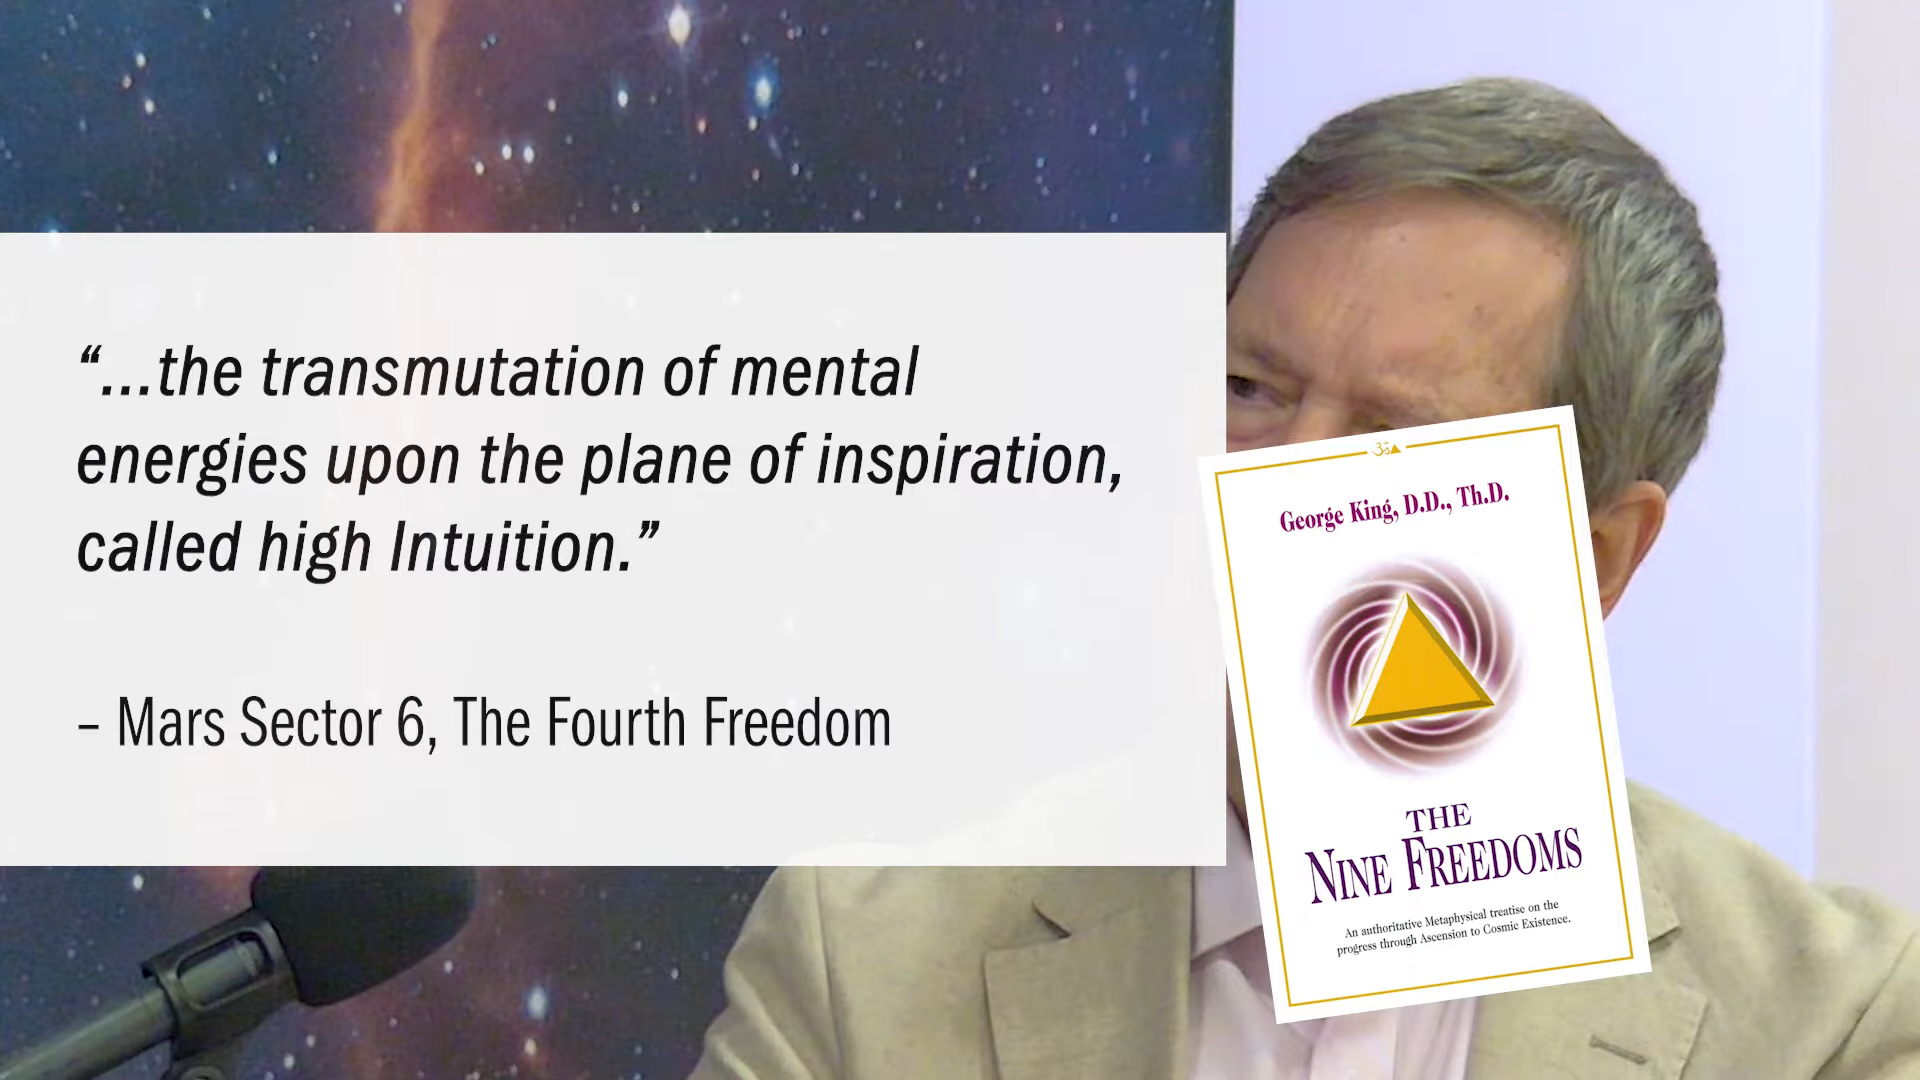 “...the transmutation of mental
energies upon the plane of inspiration,
called high Intuition.”
– Mars Sector 6, The Fourth Freedom
George King, D.D., Th.D.
THE
NINE FREEDOMS
An authoritative Metaphysical treatise on the
progress through Ascension to Cosmic Existence.